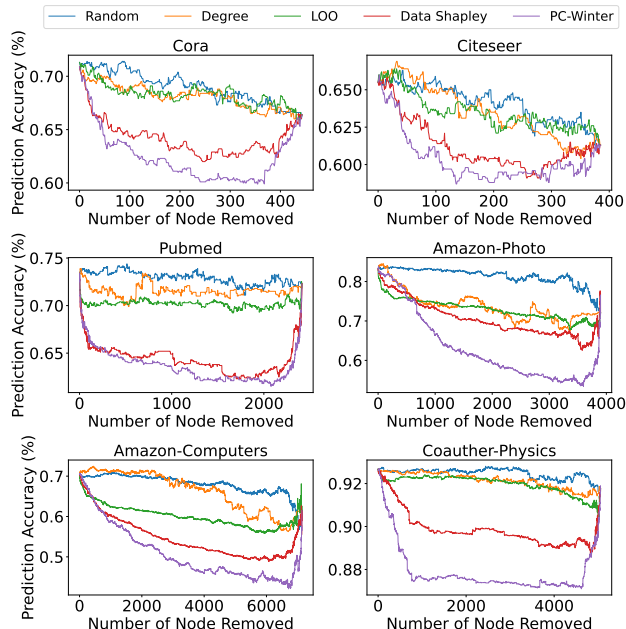 Random Degree LOO Data Shapley PC-Winter
Cora Citeseer
Prediction Accuracy (%)
0.70
0.65
0.60
0 100 200 300 400
Number of Node Removed
0.650
0.625
0.600
0 100 200 300 400
Number of Node Removed
Pubmed Amazon-Photo
Prediction Accuracy (%)
0.75
0.70
0.65
0 1000 2000
Number of Node Removed
0.8
0.7
0.6
0 1000 2000 3000 4000
Number of Node Removed
Amazon-Computers Coauther-Physics
Prediction Accuracy (%)
0.7
0.6
0.5
0 2000 4000 6000
Number of Node Removed
0.92
0.90
0.88
0 2000 4000
Number of Node Removed